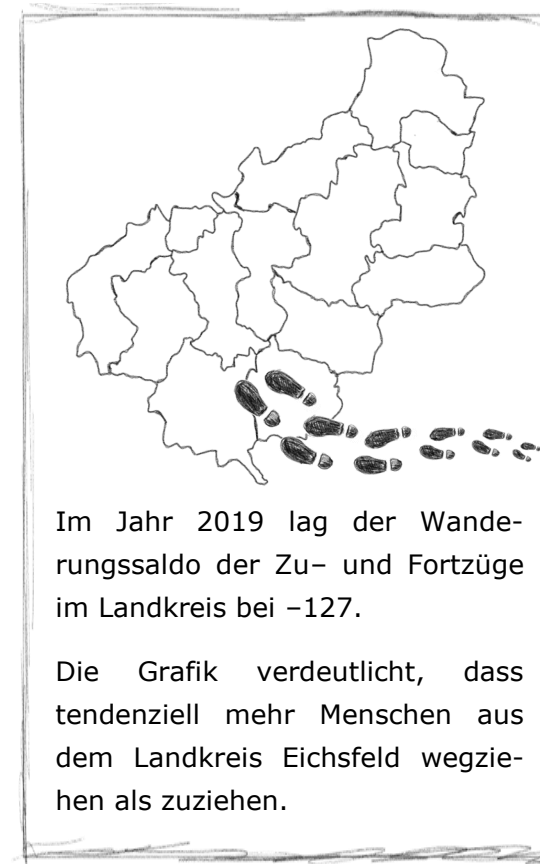 Im Jahr 2019 lag der Wande-
rungssaldo der Zu– und Fortzüge
im Landkreis bei –127.
Die Grafik verdeutlicht, dass
tendenziell mehr Menschen aus
dem Landkreis Eichsfeld wegzie-
hen als zuziehen.